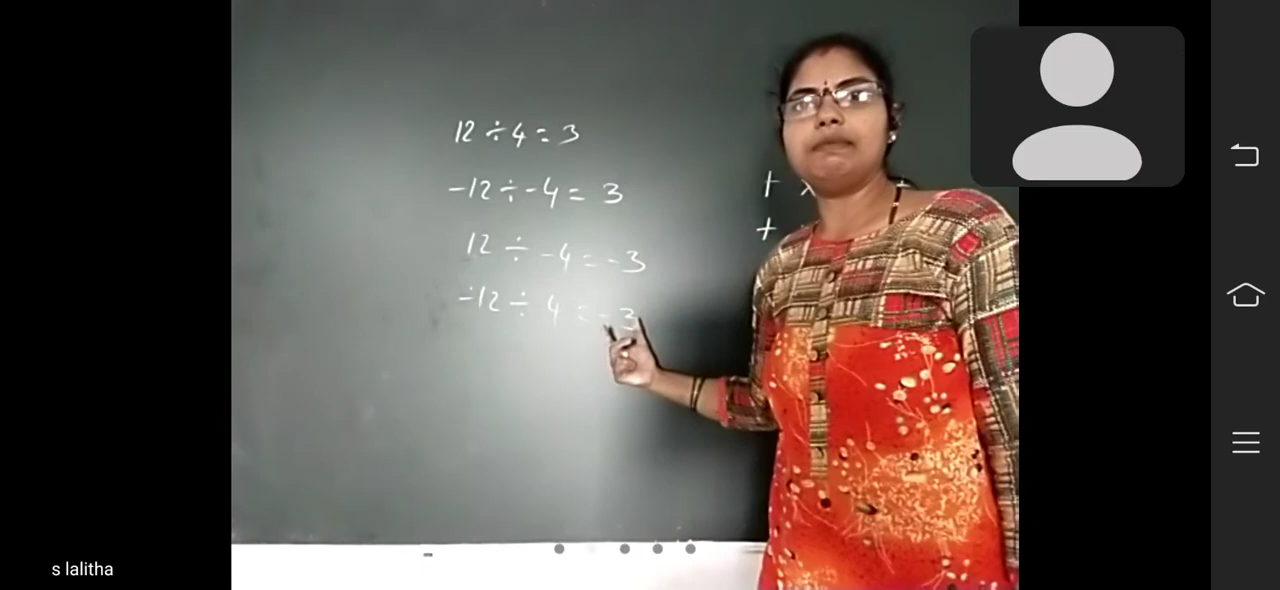 12 ÷ 4 = 3
-12 ÷ -4 = 3
12 ÷ -4 = -3
-12 ÷ 4 = -3
+ ×
+
+
s lalitha